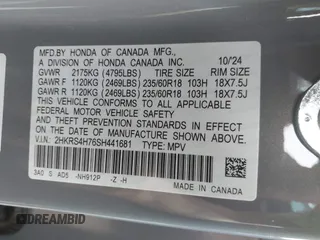 MFD.BY HONDA OF CANADA MFG.,
A DIVISION OF HONDA CANADA INC. 10/24
GVWR 2175KG (4795LBS) TIRE SIZE RIM SIZE
GAWR F 1120KG (2469LBS) 235/60R18 103H 18X7.5J
GAWR R 1120KG (2469LBS) 235/60R18 103H 18X7.5J
THIS VEHICLE CONFORMS TO ALL APPLICABLE
FEDERAL MOTOR VEHICLE SAFETY, BUMPER,
AND THEFT PREVENTION STANDARDS IN EFFECT ON
THE DATE OF MANUFACTURE SHOWN ABOVE.
V.I.N: 2HKRS4H76SH441681 TYPE: MPV
3A0 S AD5 -NH912P -Z -H
MADE IN CANADA
AUTOBIDMASTER